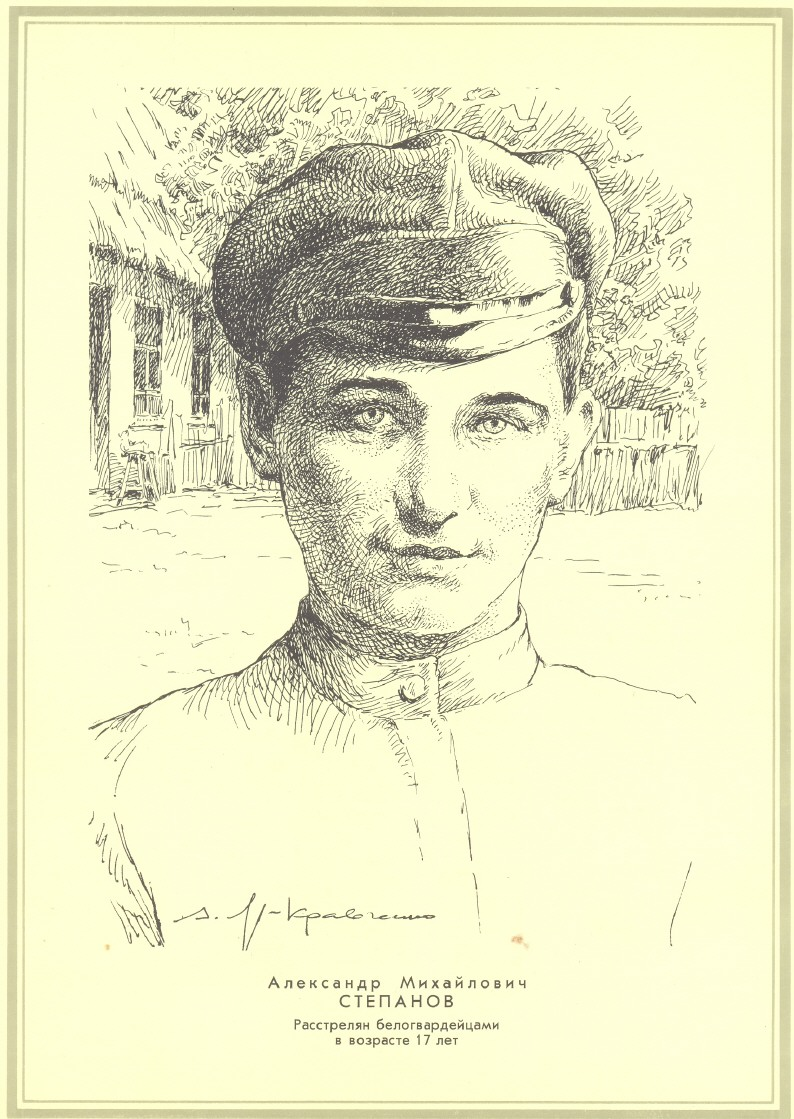 Александр Михайлович
СТЕПАНОВ
Расстрелян белогвардейцами
в возрасте 17 лет